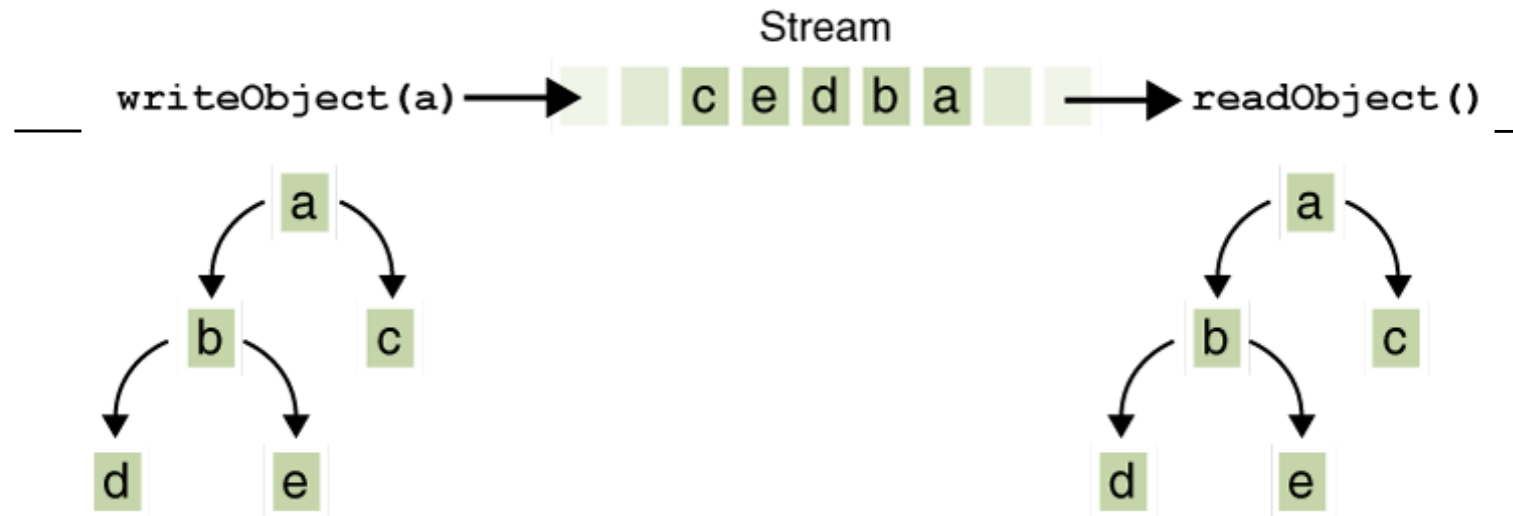 Stream
writeObject(a) c e d b a readObject()
a a
b c b c
d e d e